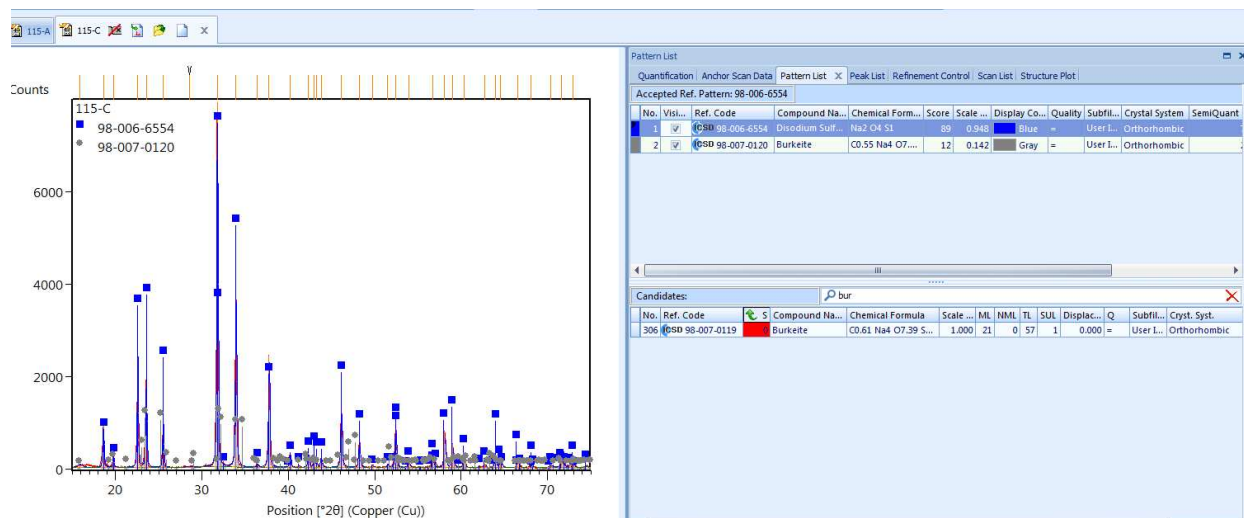 115-A 115-C X
Counts
115-C
98-006-6554
98-007-0120
6000
4000
2000
0
20 30 40 50 60 70
Position [°2θ] (Copper (Cu))
Pattern List
Quantification Anchor Scan Data Pattern List X Peak List Refinement Control Scan List Structure Plot
Accepted Ref. Pattern: 98-006-6554
No. Visi... Ref. Code Compound Na... Chemical Form... Score Scale ... Display Co... Quality Subfil... Crystal System SemiQuant
1 ICSD 98-006-6554 Disodium Sulf... Na2 O4 S1 89 0.948 Blue = User I... Orthorhombic
2 ICSD 98-007-0120 Burkeite C0.55 Na4 O7.... 12 0.142 Gray = User I... Orthorhombic
Candidates: bur
No. Ref. Code S Compound Na... Chemical Formula Scale ... ML NML TL SUL Displac... Q Subfil... Cryst. Syst.
306 ICSD 98-007-0119 0 Burkeite C0.61 Na4 O7.39 S... 1.000 21 0 57 1 0.000 = User I... Orthorhombic